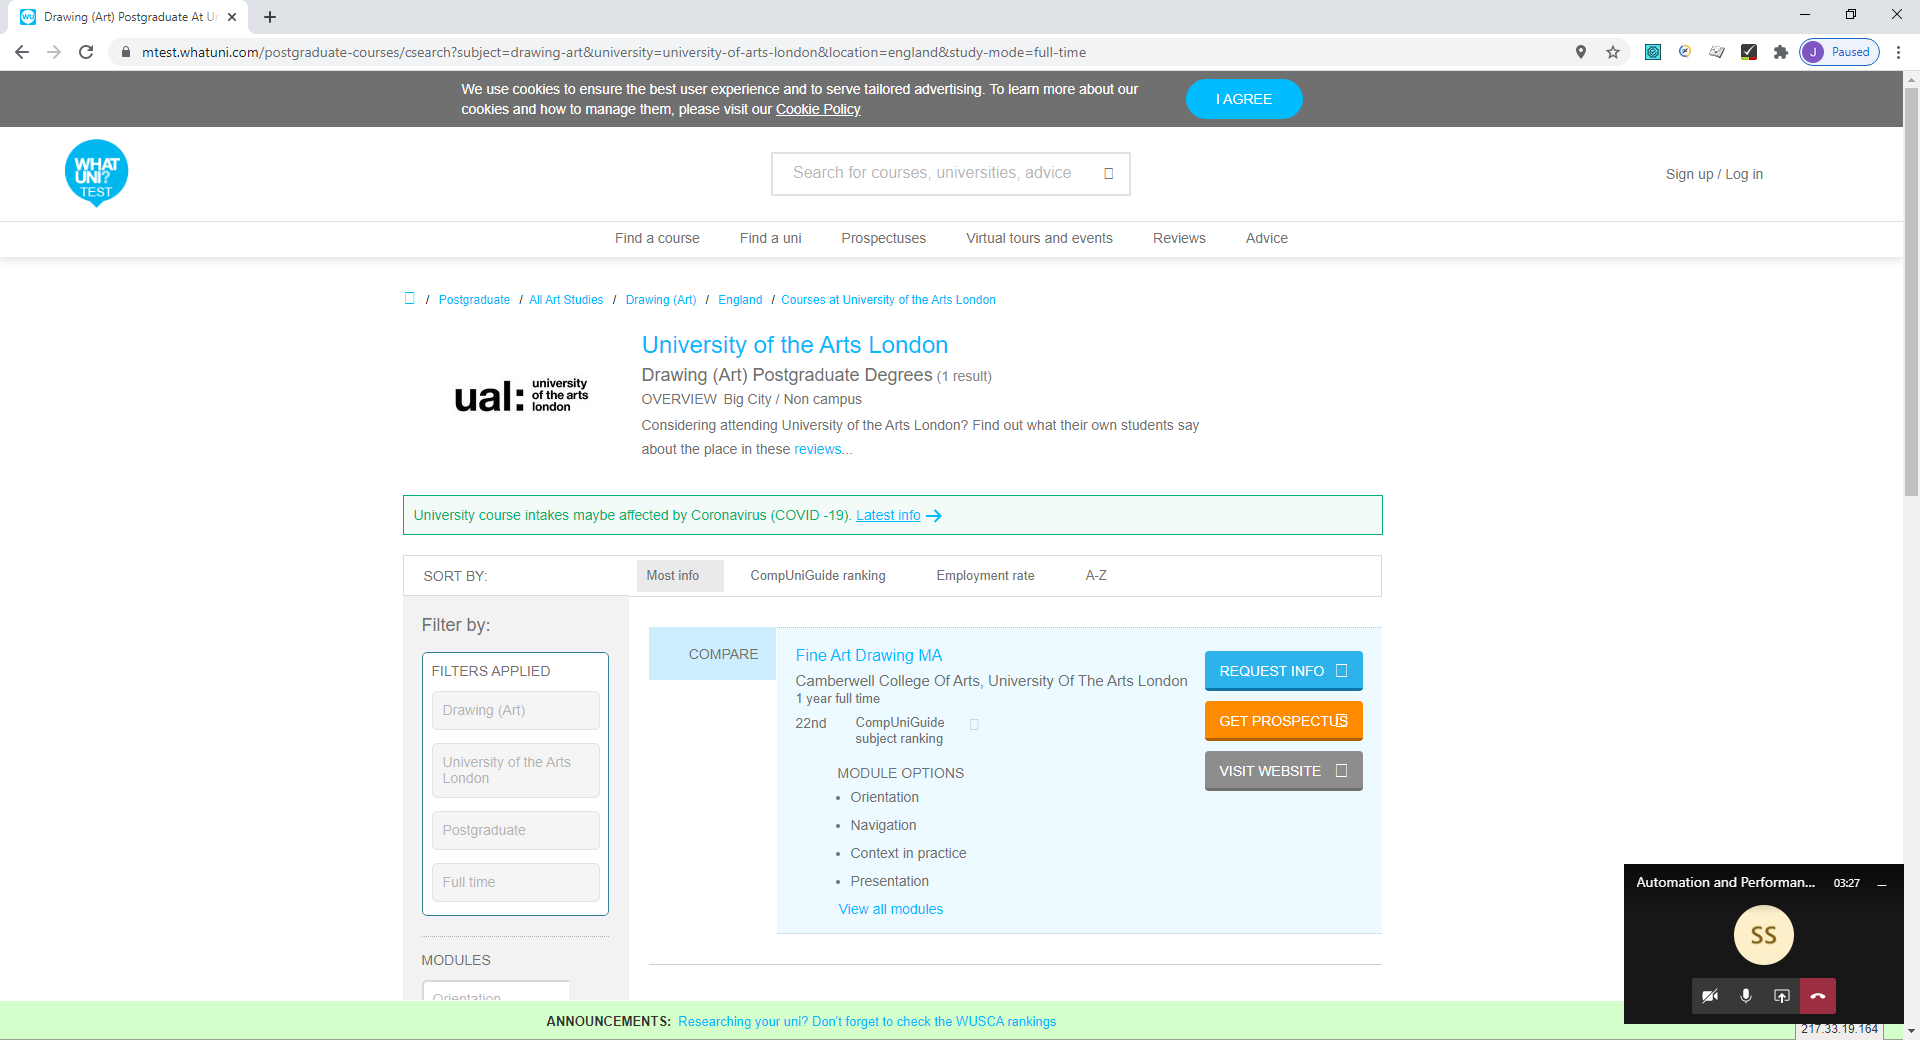 Drawing (Art) Postgraduate At U
mtest.whatuni.com/postgraduate-courses/csearch?subject=drawing-art&university=university-of-arts-london&location=england&study-mode=full-time
J Paused
We use cookies to ensure the best user experience and to serve tailored advertising. To learn more about our
cookies and how to manage them, please visit our Cookie Policy
I AGREE
WHAT
UNI?
TEST
Search for courses, universities, advice
Sign up / Log in
Find a course Find a uni Prospectuses Virtual tours and events Reviews Advice
/ Postgraduate / All Art Studies / Drawing (Art) / England / Courses at University of the Arts London
ual: university
of the arts
london
University of the Arts London
Drawing (Art) Postgraduate Degrees (1 result)
OVERVIEW Big City / Non campus
Considering attending University of the Arts London? Find out what their own students say
about the place in these reviews...
University course intakes maybe affected by Coronavirus (COVID -19). Latest info
SORT BY: Most info CompUniGuide ranking Employment rate A-Z
Filter by:
FILTERS APPLIED
Drawing (Art)
University of the Arts
London
Postgraduate
Full time
MODULES
Orientation
COMPARE
Fine Art Drawing MA
Camberwell College Of Arts, University Of The Arts London
1 year full time
22nd CompUniGuide
subject ranking
MODULE OPTIONS
• Orientation
• Navigation
• Context in practice
• Presentation
View all modules
REQUEST INFO
GET PROSPECTUS
VISIT WEBSITE
Automation and Performan... 03:27
SS
ANNOUNCEMENTS: Researching your uni? Don't forget to check the WUSCA rankings
217.33.19.164